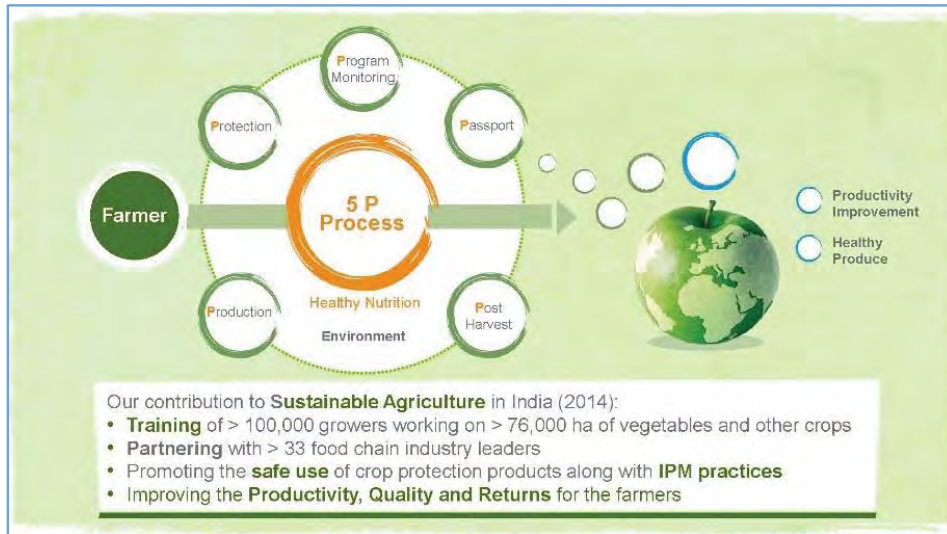 Program
Monitoring
Protection
Passport
Farmer
5 P
Process
Productivity
Improvement
Healthy
Produce
Healthy Nutrition
Production
Environment
Post
Harvest
Our contribution to Sustainable Agriculture in India (2014):
• Training of > 100,000 growers working on > 76,000 ha of vegetables and other crops
• Partnering with > 33 food chain industry leaders
• Promoting the safe use of crop protection products along with IPM practices
• Improving the Productivity, Quality and Returns for the farmers